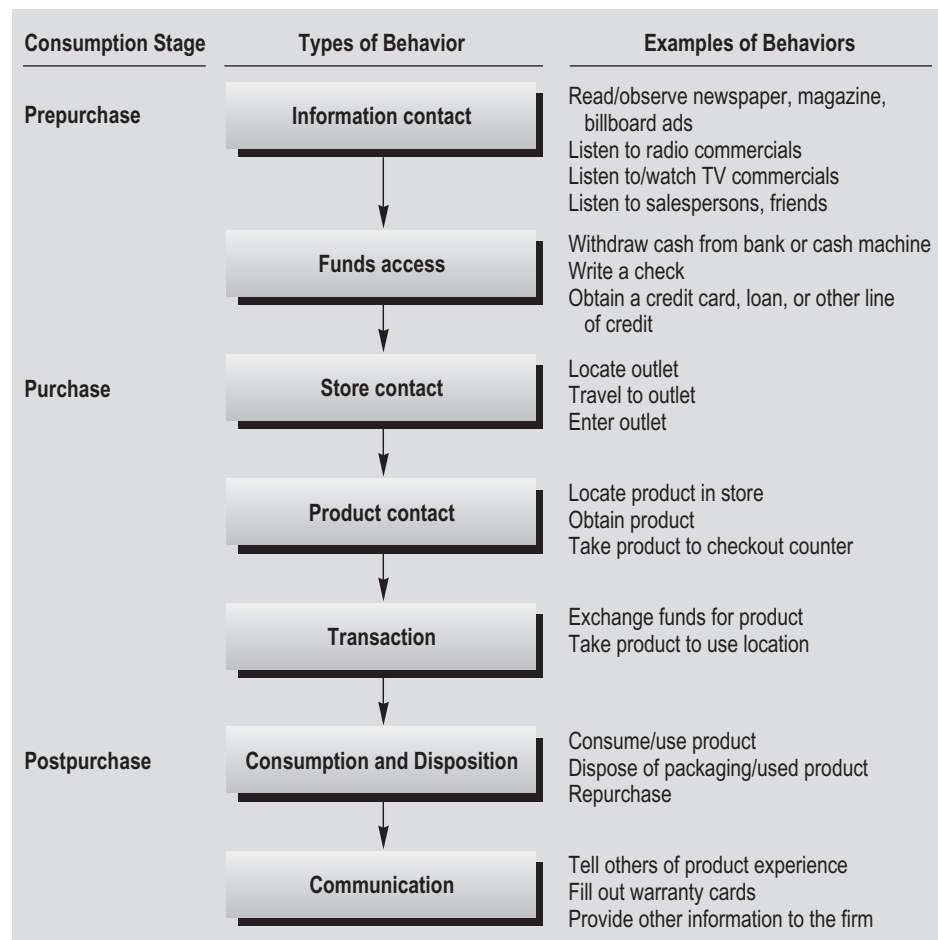 Consumption Stage
Types of Behavior
Examples of Behaviors
Prepurchase
Information contact
Read/observe newspaper, magazine,
billboard ads
Listen to radio commercials
Listen to/watch TV commercials
Listen to salespersons, friends
Funds access
Withdraw cash from bank or cash machine
Write a check
Obtain a credit card, loan, or other line
of credit
Purchase
Store contact
Locate outlet
Travel to outlet
Enter outlet
Product contact
Locate product in store
Obtain product
Take product to checkout counter
Transaction
Exchange funds for product
Take product to use location
Postpurchase
Consumption and Disposition
Consume/use product
Dispose of packaging/used product
Repurchase
Communication
Tell others of product experience
Fill out warranty cards
Provide other information to the firm